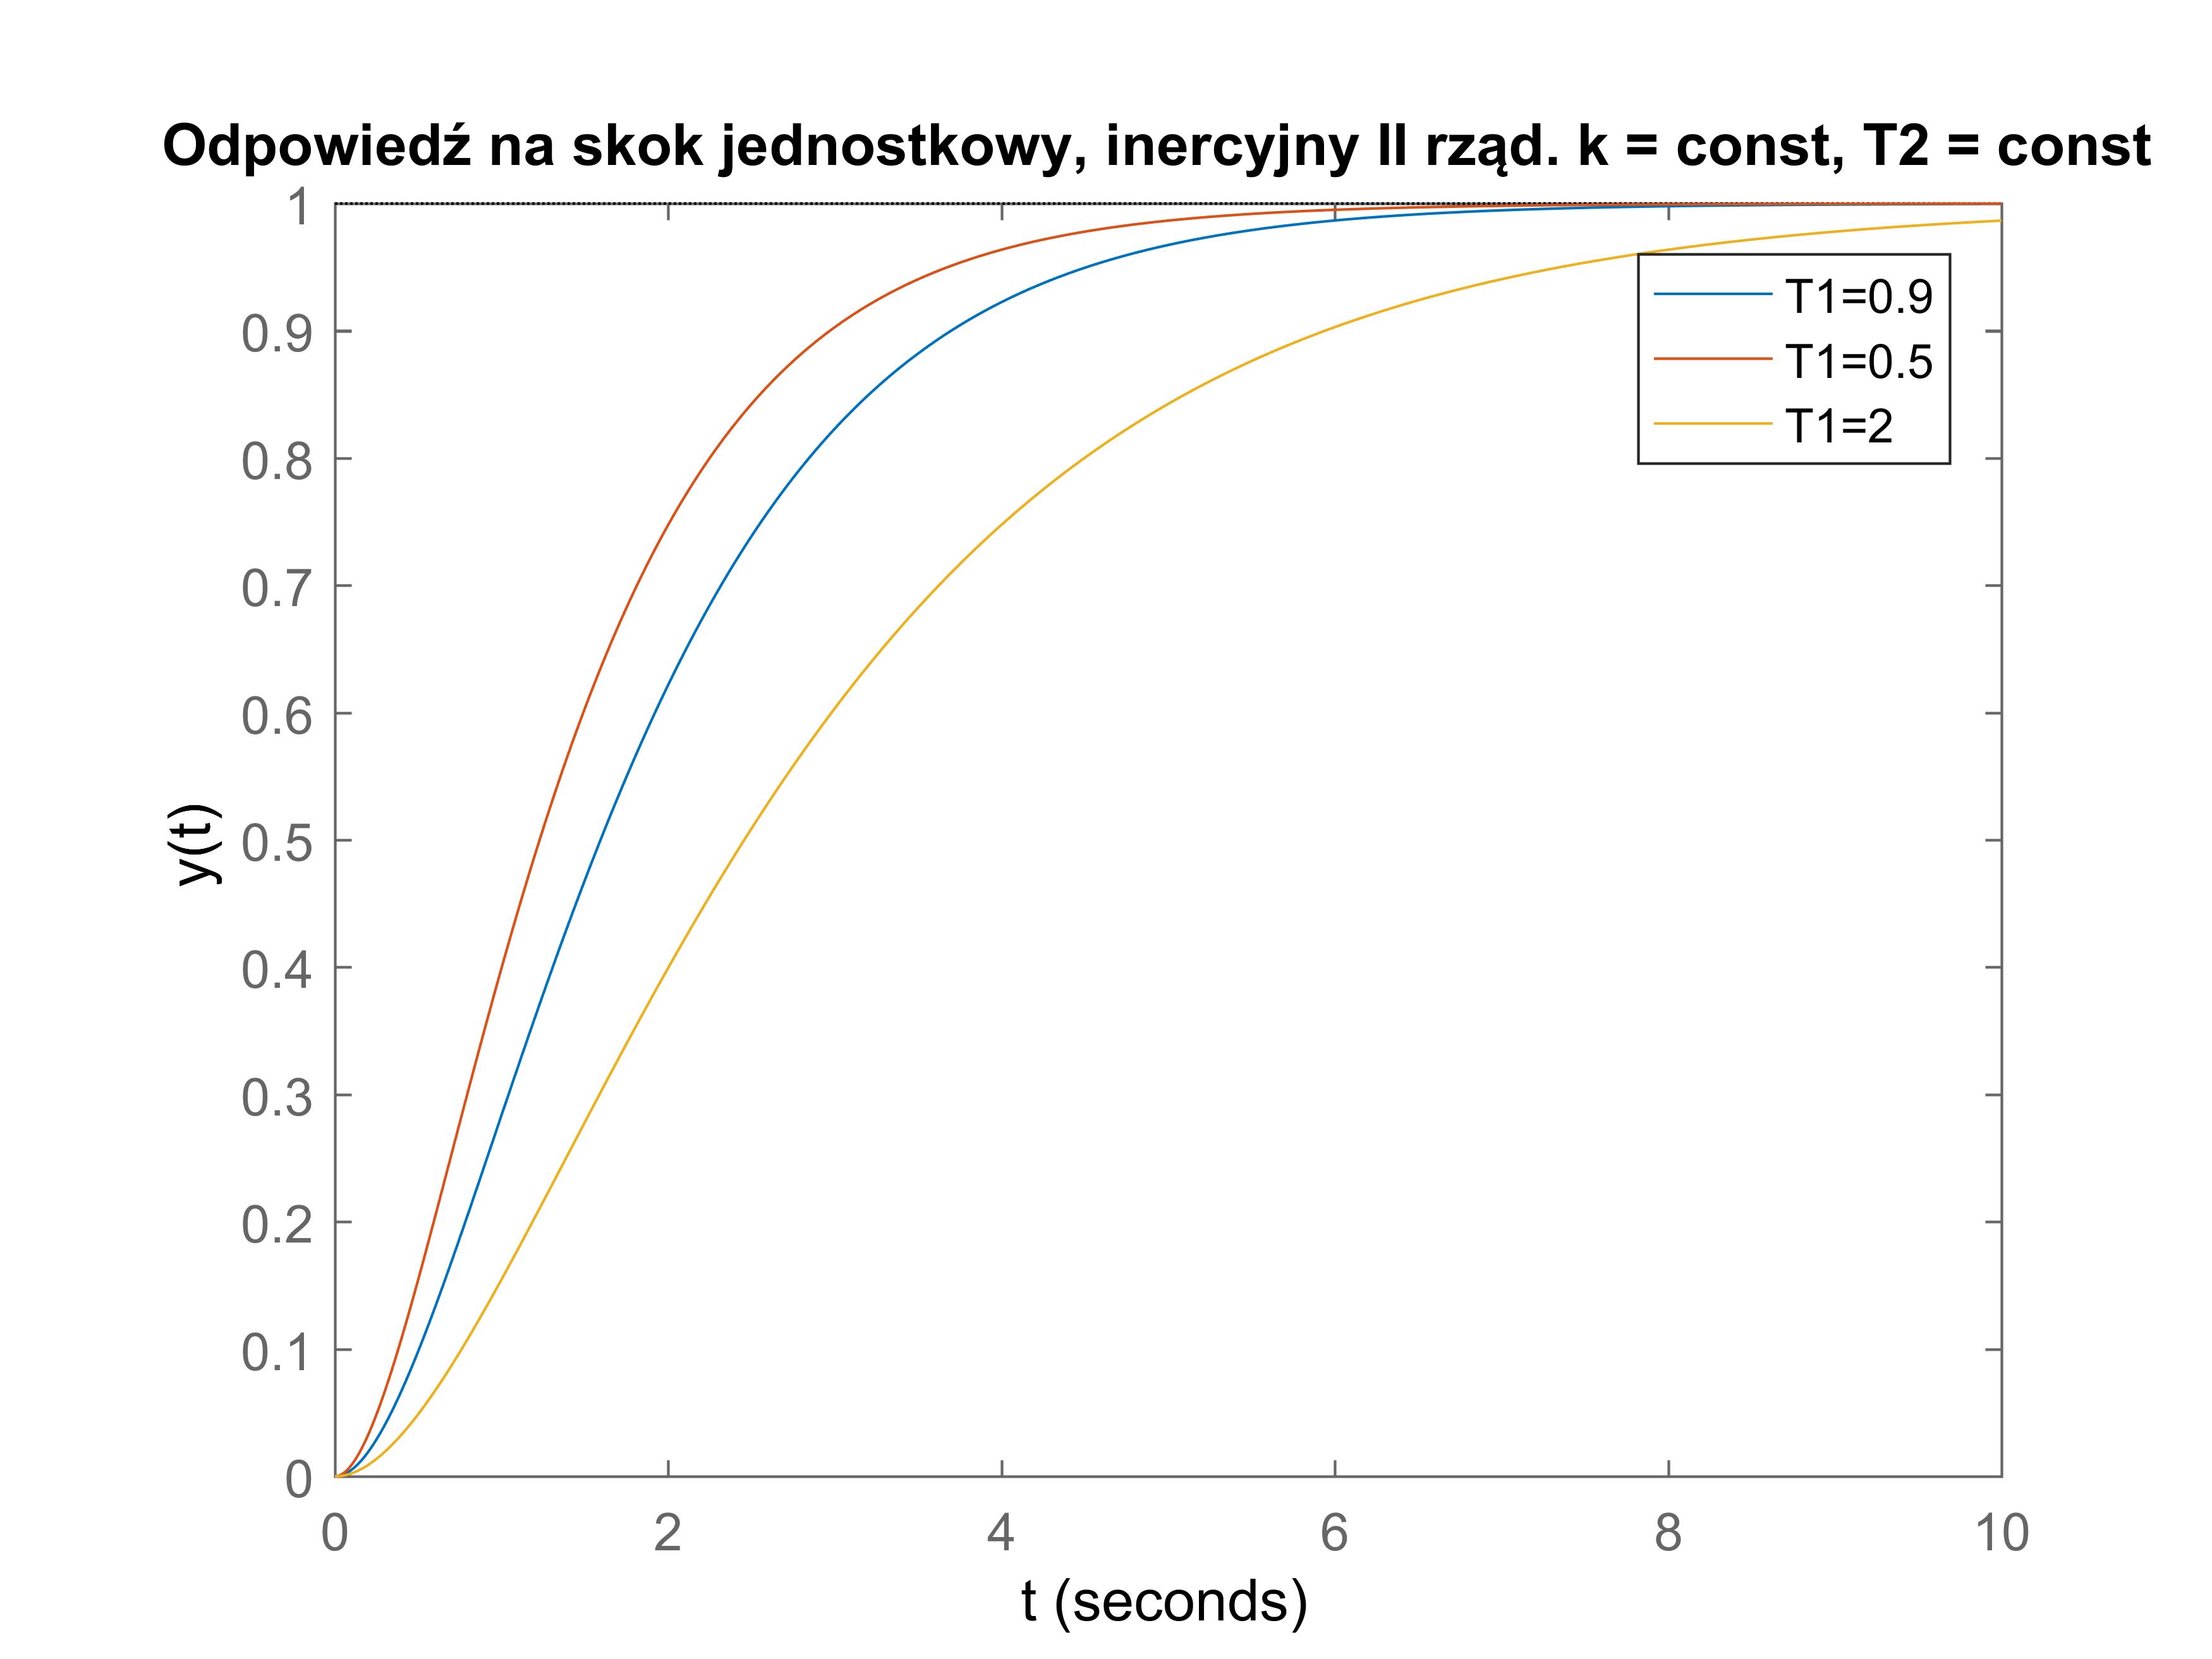 Odpowiedź na skok jednostkowy, inercyjny II rząd. k = const, T2 = const
1
0.9
0.8
0.7
0.6
0.5
0.4
0.3
0.2
0.1
0
y(t)
T1=0.9
T1=0.5
T1=2
0 2 4 6 8 10
t (seconds)